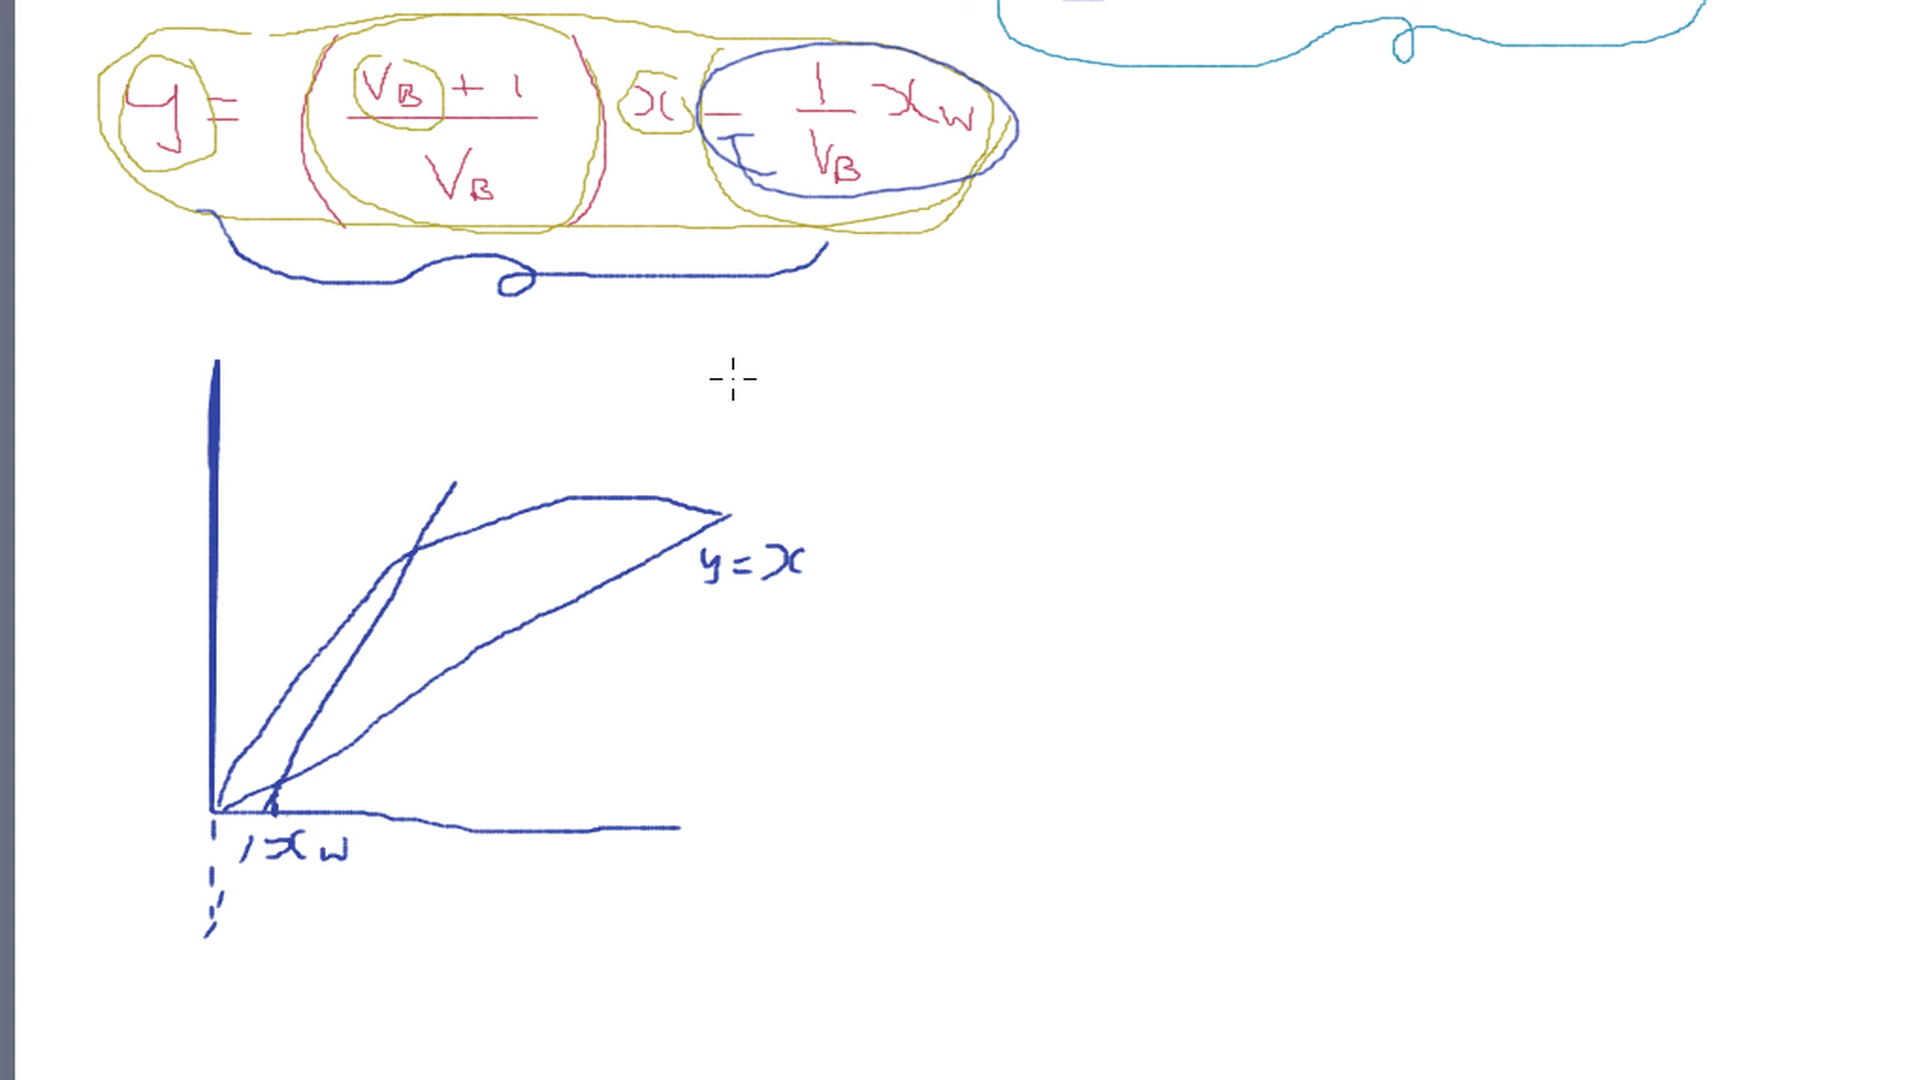 y = ( (V_B + 1) / V_B ) x - (1 / V_B) x_W
I
y = x
x_W